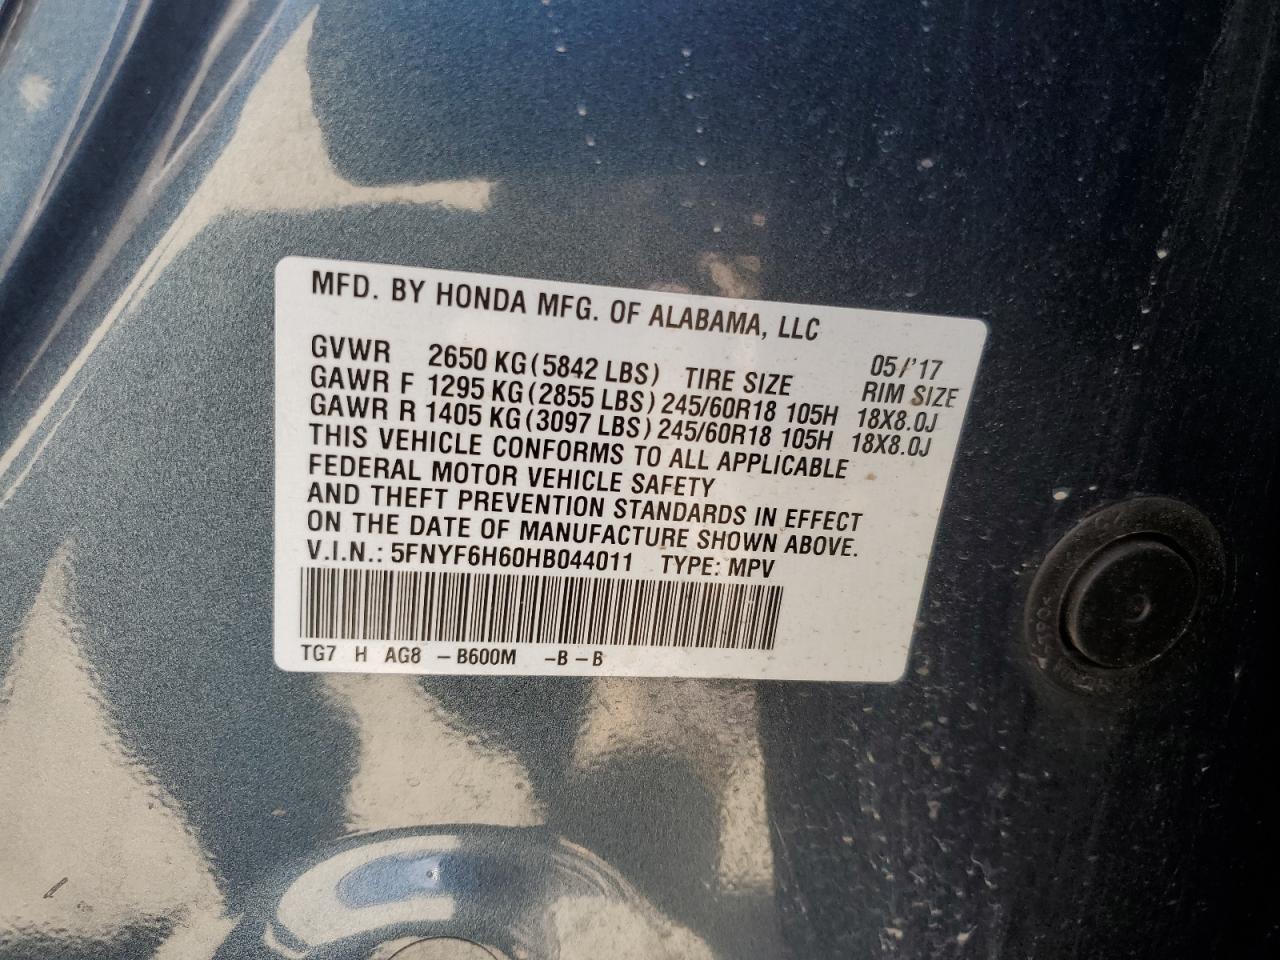 MFD. BY HONDA MFG. OF ALABAMA, LLC
05/'17
GVWR 2650 KG (5842 LBS) TIRE SIZE RIM SIZE
GAWR F 1295 KG (2855 LBS) 245/60R18 105H 18X8.0J
GAWR R 1405 KG (3097 LBS) 245/60R18 105H 18X8.0J
THIS VEHICLE CONFORMS TO ALL APPLICABLE
FEDERAL MOTOR VEHICLE SAFETY
AND THEFT PREVENTION STANDARDS IN EFFECT
ON THE DATE OF MANUFACTURE SHOWN ABOVE.
V.I.N.: 5FNYF6H60HB044011 TYPE: MPV
TG7 H AG8 –B600M –B –B